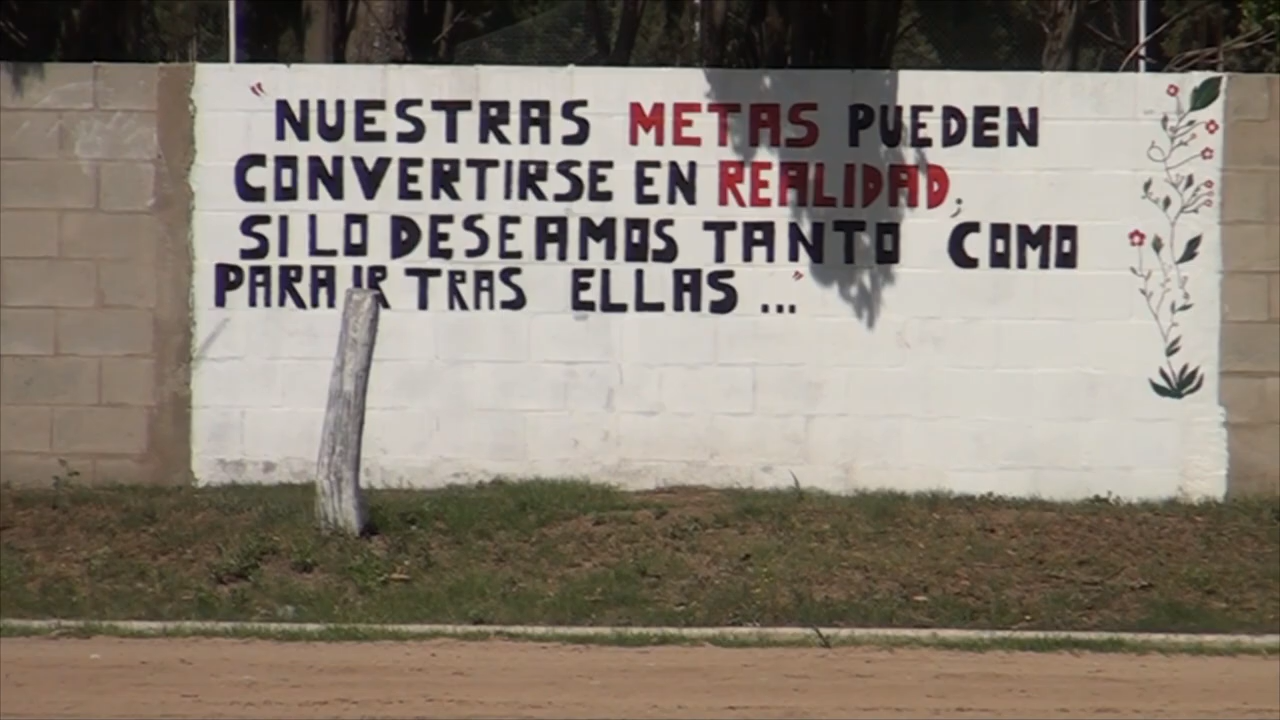 "NUESTRAS METAS PUEDEN
CONVERTIRSE EN REALIDAD,
SI LO DESEAMOS TANTO COMO
PARA IR TRAS ELLAS..."